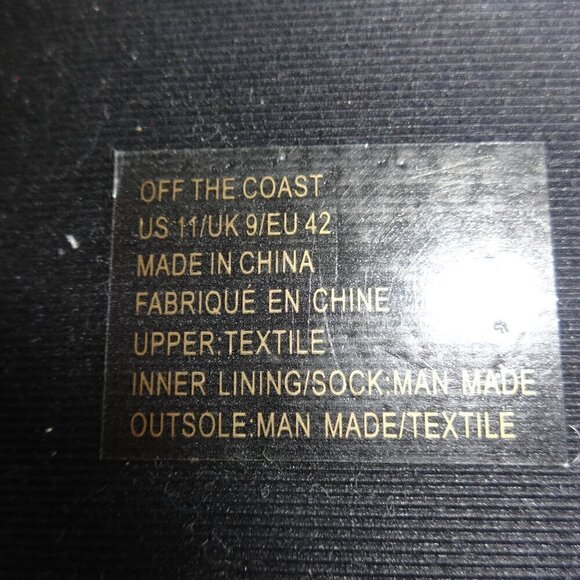 OFF THE COAST
US 11/UK 9/EU 42
MADE IN CHINA
FABRIQUÉ EN CHINE
UPPER:TEXTILE
INNER LINING/SOCK:MAN MADE
OUTSOLE:MAN MADE/TEXTILE